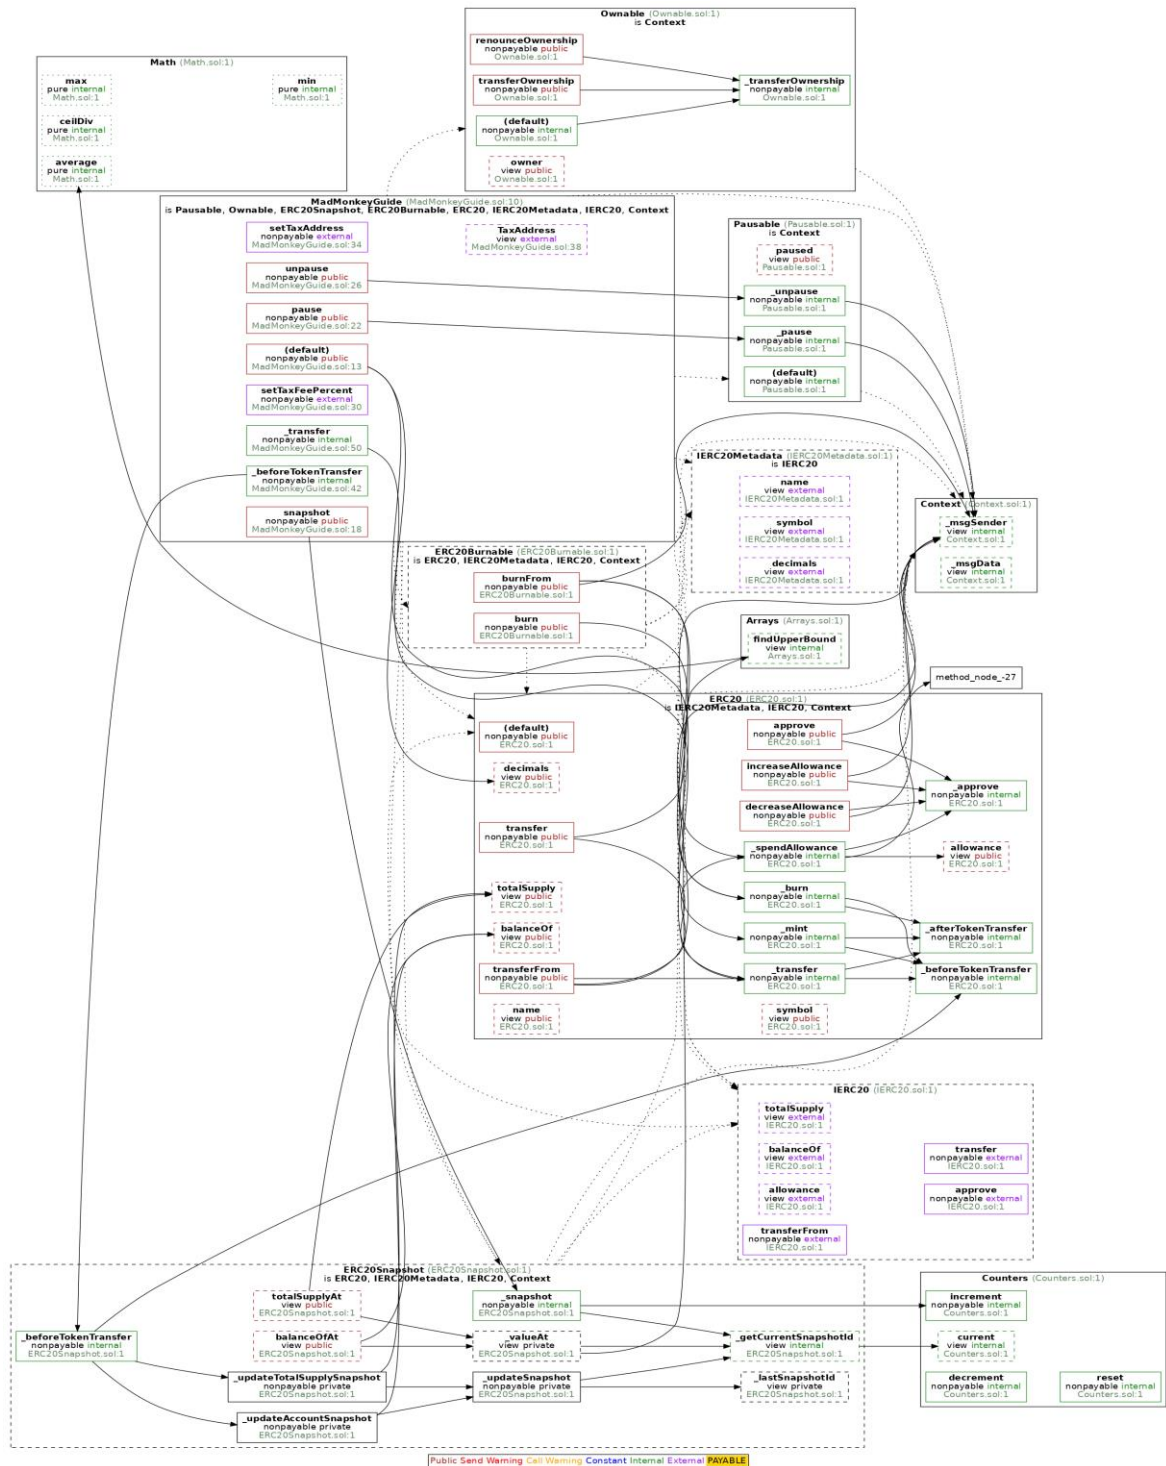 Ownable (Ownable.sol:1)
is Context
renounceOwnership
nonpayable public
Ownable.sol:1
transferOwnership
nonpayable public
Ownable.sol:1
_transferOwnership
nonpayable internal
Ownable.sol:1
(default)
nonpayable internal
Ownable.sol:1
owner
view public
Ownable.sol:1
Math (Math.sol:1)
max
pure internal
Math.sol:1
min
pure internal
Math.sol:1
ceilDiv
pure internal
Math.sol:1
average
pure internal
Math.sol:1
MadMonkeyGuide (MadMonkeyGuide.sol:10)
is Pausable, Ownable, ERC20Snapshot, ERC20Burnable, ERC20, IERC20Metadata, IERC20, Context
setTaxAddress
nonpayable external
MadMonkeyGuide.sol:34
TaxAddress
view external
MadMonkeyGuide.sol:38
unpause
nonpayable public
MadMonkeyGuide.sol:26
pause
nonpayable public
MadMonkeyGuide.sol:22
(default)
nonpayable public
MadMonkeyGuide.sol:13
setTaxFeePercent
nonpayable external
MadMonkeyGuide.sol:30
_transfer
nonpayable internal
MadMonkeyGuide.sol:50
_beforeTokenTransfer
nonpayable internal
MadMonkeyGuide.sol:42
snapshot
nonpayable public
MadMonkeyGuide.sol:18
Pausable (Pausable.sol:1)
is Context
paused
view public
Pausable.sol:1
_unpause
nonpayable internal
Pausable.sol:1
_pause
nonpayable internal
Pausable.sol:1
(default)
nonpayable internal
Pausable.sol:1
IERC20Metadata (IERC20Metadata.sol:1)
is IERC20
name
view external
IERC20Metadata.sol:1
symbol
view external
IERC20Metadata.sol:1
decimals
view external
IERC20Metadata.sol:1
Context (Context.sol:1)
_msgSender
view internal
Context.sol:1
_msgData
view internal
Context.sol:1
ERC20Burnable (ERC20Burnable.sol:1)
is ERC20, IERC20Metadata, IERC20, Context
burnFrom
nonpayable public
ERC20Burnable.sol:1
burn
nonpayable public
ERC20Burnable.sol:1
Arrays (Arrays.sol:1)
findUpperBound
view internal
Arrays.sol:1
method_node_-27
ERC20 (ERC20.sol:1)
is IERC20Metadata, IERC20, Context
(default)
nonpayable public
ERC20.sol:1
approve
nonpayable public
ERC20.sol:1
decimals
view public
ERC20.sol:1
increaseAllowance
nonpayable public
ERC20.sol:1
_approve
nonpayable internal
ERC20.sol:1
decreaseAllowance
nonpayable public
ERC20.sol:1
transfer
nonpayable public
ERC20.sol:1
_spendAllowance
nonpayable internal
ERC20.sol:1
allowance
view public
ERC20.sol:1
totalSupply
view public
ERC20.sol:1
_burn
nonpayable internal
ERC20.sol:1
balanceOf
view public
ERC20.sol:1
_mint
nonpayable internal
ERC20.sol:1
_afterTokenTransfer
nonpayable internal
ERC20.sol:1
transferFrom
nonpayable public
ERC20.sol:1
_transfer
nonpayable internal
ERC20.sol:1
_beforeTokenTransfer
nonpayable internal
ERC20.sol:1
name
view public
ERC20.sol:1
symbol
view public
ERC20.sol:1
IERC20 (IERC20.sol:1)
totalSupply
view external
IERC20.sol:1
balanceOf
view external
IERC20.sol:1
transfer
nonpayable external
IERC20.sol:1
allowance
view external
IERC20.sol:1
approve
nonpayable external
IERC20.sol:1
transferFrom
nonpayable external
IERC20.sol:1
ERC20Snapshot (ERC20Snapshot.sol:1)
is ERC20, IERC20Metadata, IERC20, Context
totalSupplyAt
view public
ERC20Snapshot.sol:1
_snapshot
nonpayable internal
ERC20Snapshot.sol:1
_beforeTokenTransfer
nonpayable internal
ERC20Snapshot.sol:1
balanceOfAt
view public
ERC20Snapshot.sol:1
_valueAt
view private
ERC20Snapshot.sol:1
_getCurrentSnapshotId
view internal
ERC20Snapshot.sol:1
_updateTotalSupplySnapshot
nonpayable private
ERC20Snapshot.sol:1
_updateSnapshot
nonpayable private
ERC20Snapshot.sol:1
_lastSnapshotId
view private
ERC20Snapshot.sol:1
_updateAccountSnapshot
nonpayable private
ERC20Snapshot.sol:1
Counters (Counters.sol:1)
increment
nonpayable internal
Counters.sol:1
current
view internal
Counters.sol:1
decrement
nonpayable internal
Counters.sol:1
reset
nonpayable internal
Counters.sol:1
Public Send Warning Call Warning Constant Internal External PAYABLE